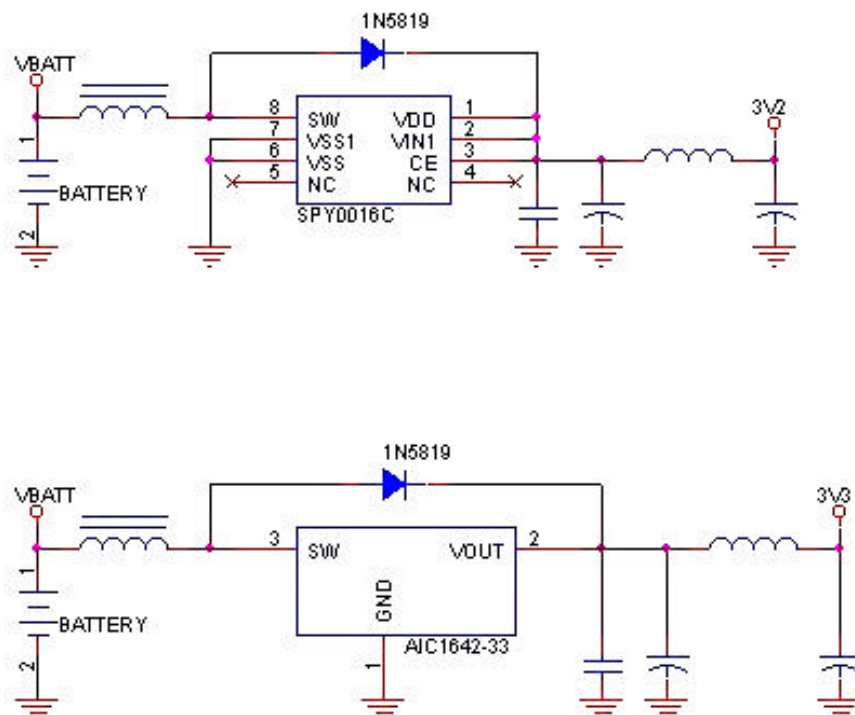 1N5819
VBATT
8 SW VDD 1
7 VSS1 VIN1 2
6 VSS CE 3
5 NC NC 4
3V2
1
BATTERY
2
SPY0016C
1N5819
VBATT
3V3
3 SW VOUT 2
1
BATTERY
2
GND
AIC1642-33
1